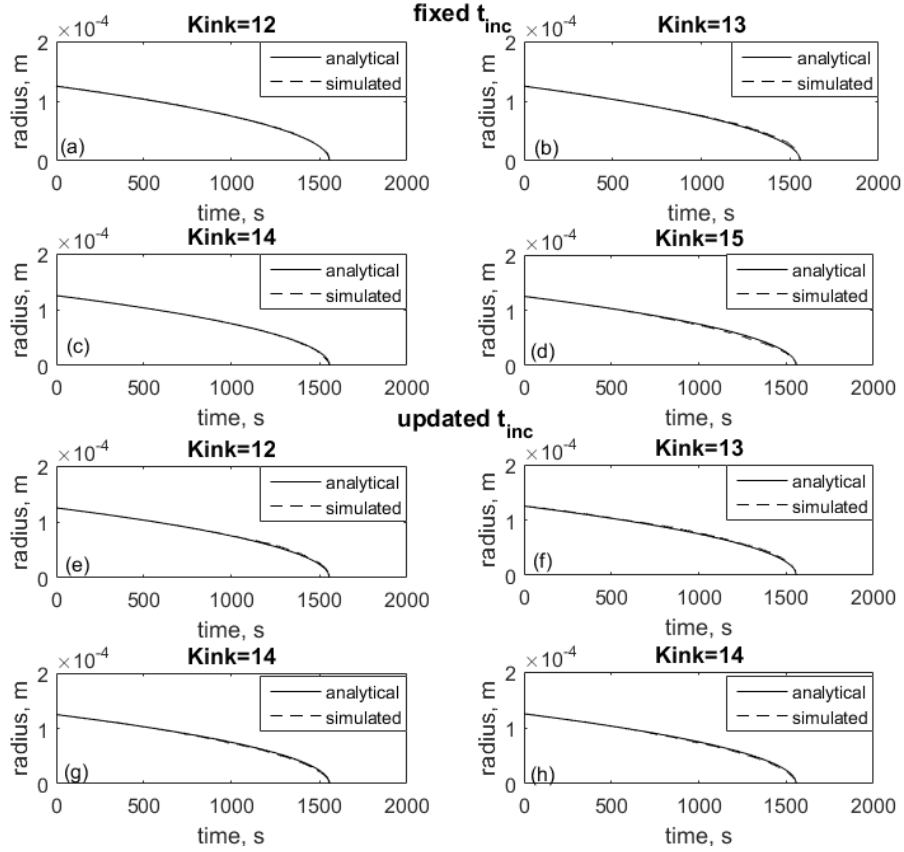 fixed t_inc
Kink=12
×10^-4
radius, m
2
1
0
analytical
simulated
(a)
0 500 1000 1500 2000
time, s
Kink=13
×10^-4
radius, m
2
1
0
analytical
simulated
(b)
0 500 1000 1500 2000
time, s
Kink=14
×10^-4
radius, m
2
1
0
analytical
simulated
(c)
0 500 1000 1500 2000
time, s
Kink=15
×10^-4
radius, m
2
1
0
analytical
simulated
(d)
0 500 1000 1500 2000
time, s
updated t_inc
Kink=12
×10^-4
radius, m
2
1
0
analytical
simulated
(e)
0 500 1000 1500 2000
time, s
Kink=13
×10^-4
radius, m
2
1
0
analytical
simulated
(f)
0 500 1000 1500 2000
time, s
Kink=14
×10^-4
radius, m
2
1
0
analytical
simulated
(g)
0 500 1000 1500 2000
time, s
Kink=14
×10^-4
radius, m
2
1
0
analytical
simulated
(h)
0 500 1000 1500 2000
time, s